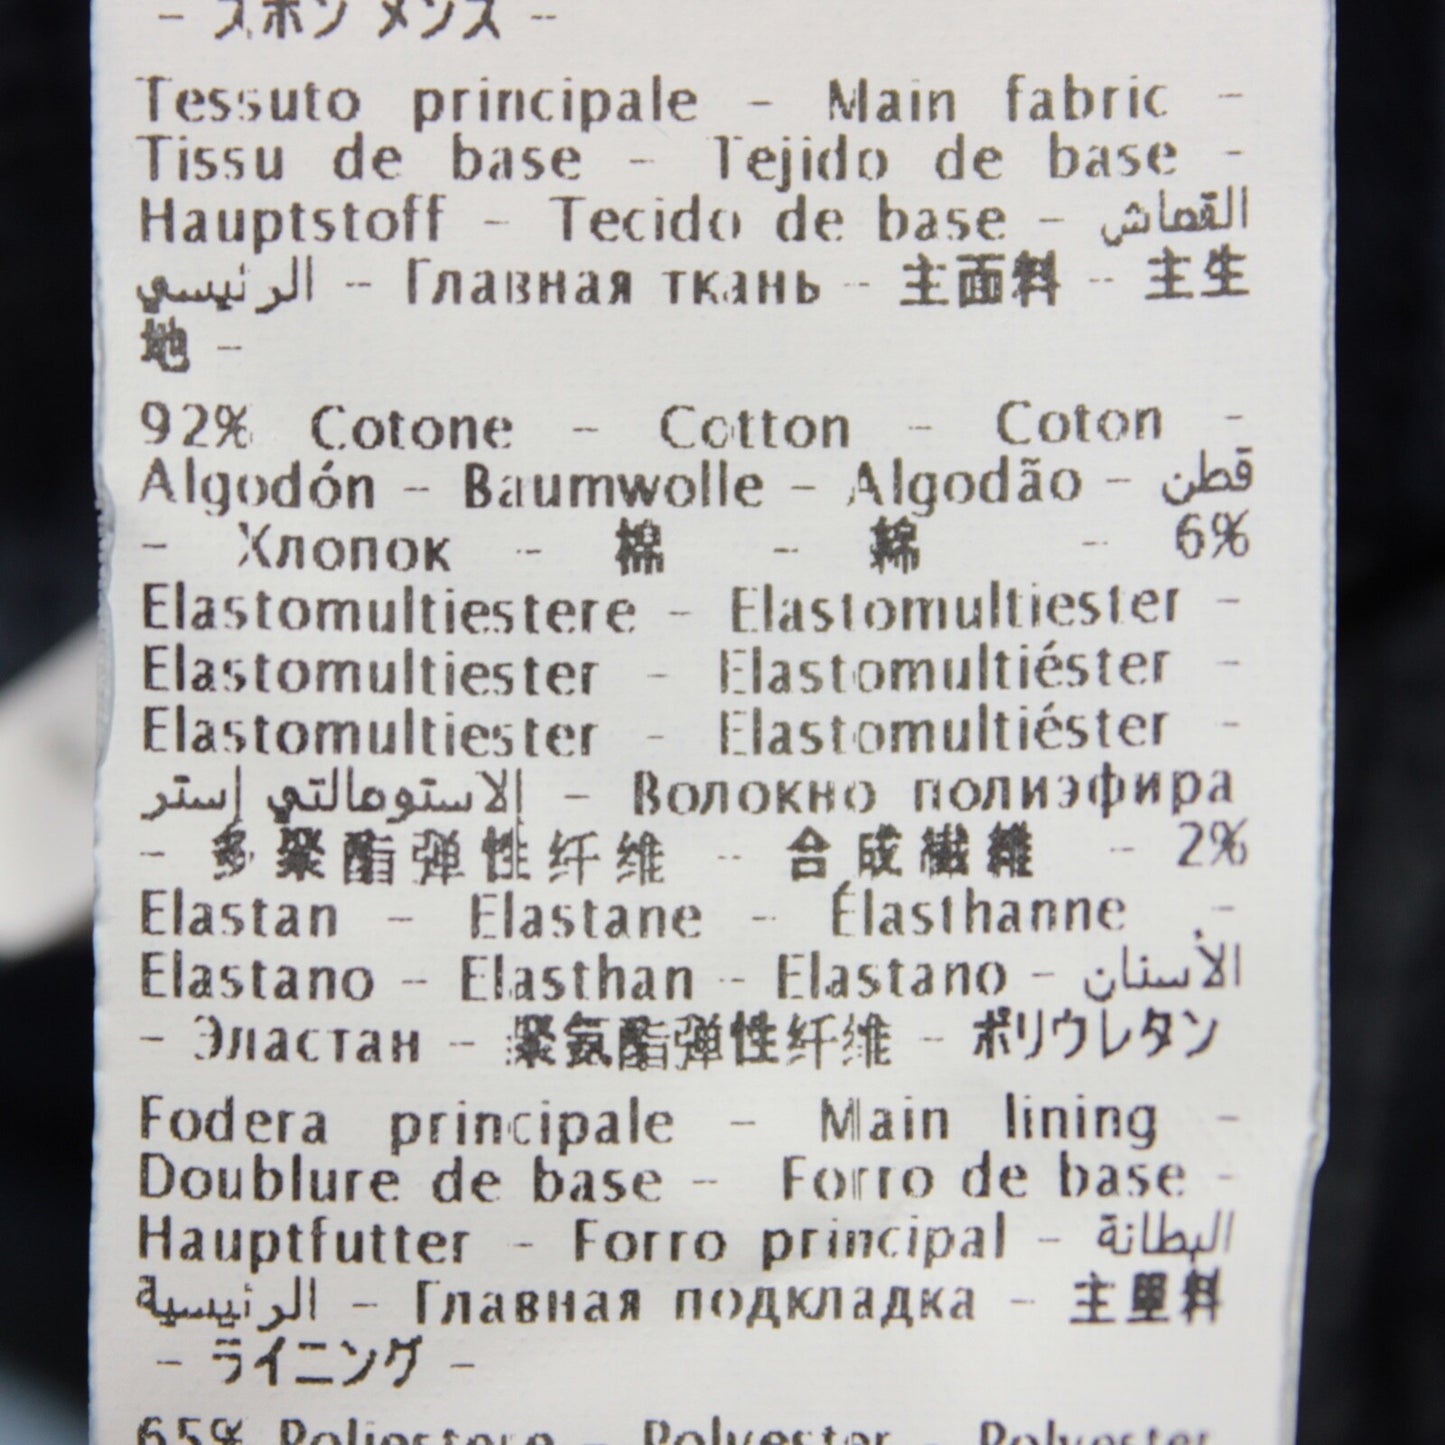 - ズボン メンズ -
Tessuto principale - Main fabric -
Tissu de base - Tejido de base -
Hauptstoff - Tecido de base - القماش
الرئيسي - Главная ткань - 主面料 - 主生
地 -
92% Cotone - Cotton - Coton -
Algodón - Baumwolle - Algodão - قطن
- Хлопок - 棉 - 綿 - 6%
Elastomultiestere - Elastomultiester -
Elastomultiester - Elastomultiéster -
Elastomultiester - Elastomultiéster -
الاستومالتي إستر - Волокно полиэфира
- 多聚酯弹性纤维 - 合成繊維 - 2%
Elastan - Elastane - Élasthanne -
Elastano - Elasthan - Elastano - الأسنان
- Эластан - 聚氨酯弹性纤维 - ポリウレタン
Fodera principale - Main lining -
Doublure de base - Forro de base -
Hauptfutter - Forro principal - البطانة
الرئيسية - Главная подкладка - 主里料
- ライニング -
65% Poliestere - Polyester - Polyester